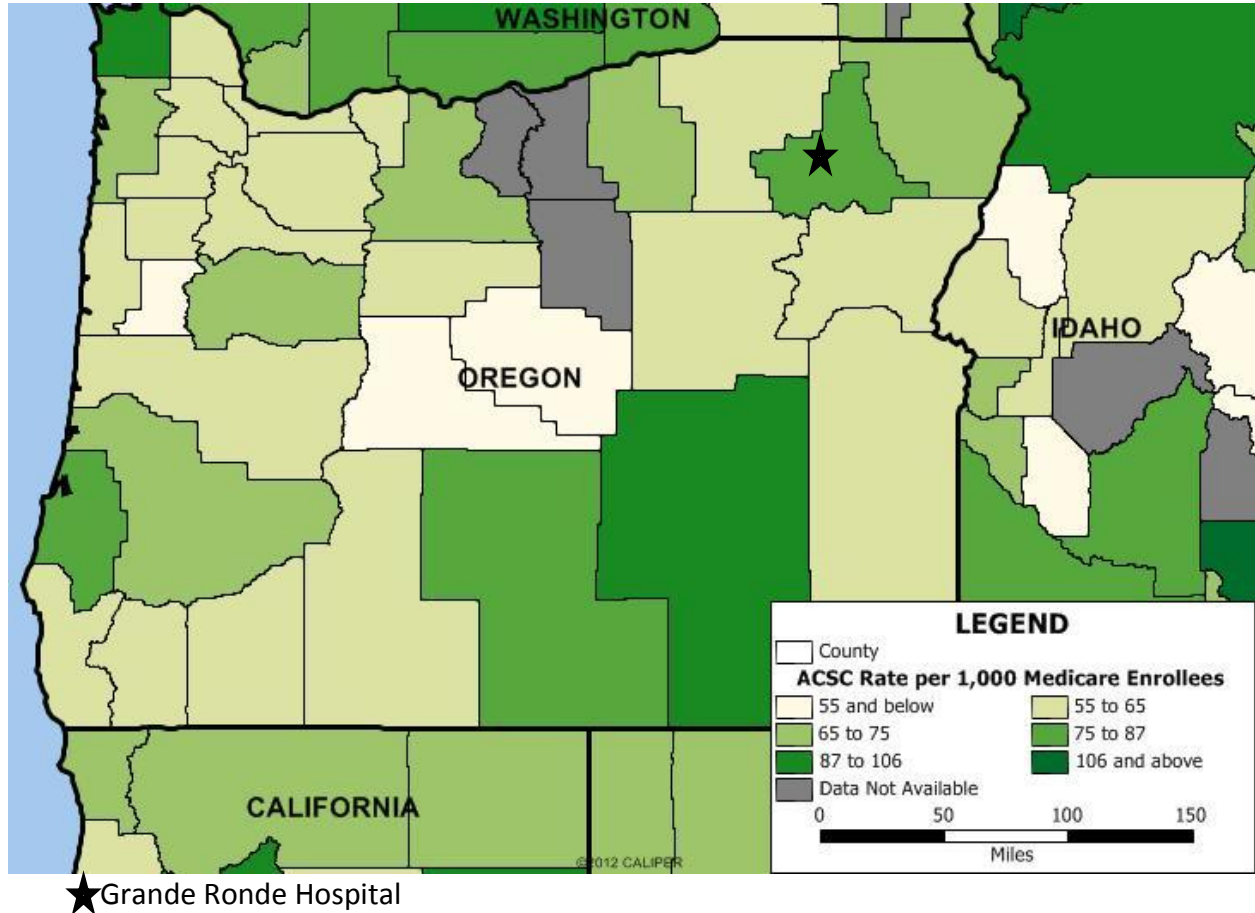 WASHINGTON
IDAHO
OREGON
CALIFORNIA
©2012 CALIPER
LEGEND
County
ACSC Rate per 1,000 Medicare Enrollees
55 and below 55 to 65
65 to 75 75 to 87
87 to 106 106 and above
Data Not Available
0 50 100 150
Miles
Grande Ronde Hospital